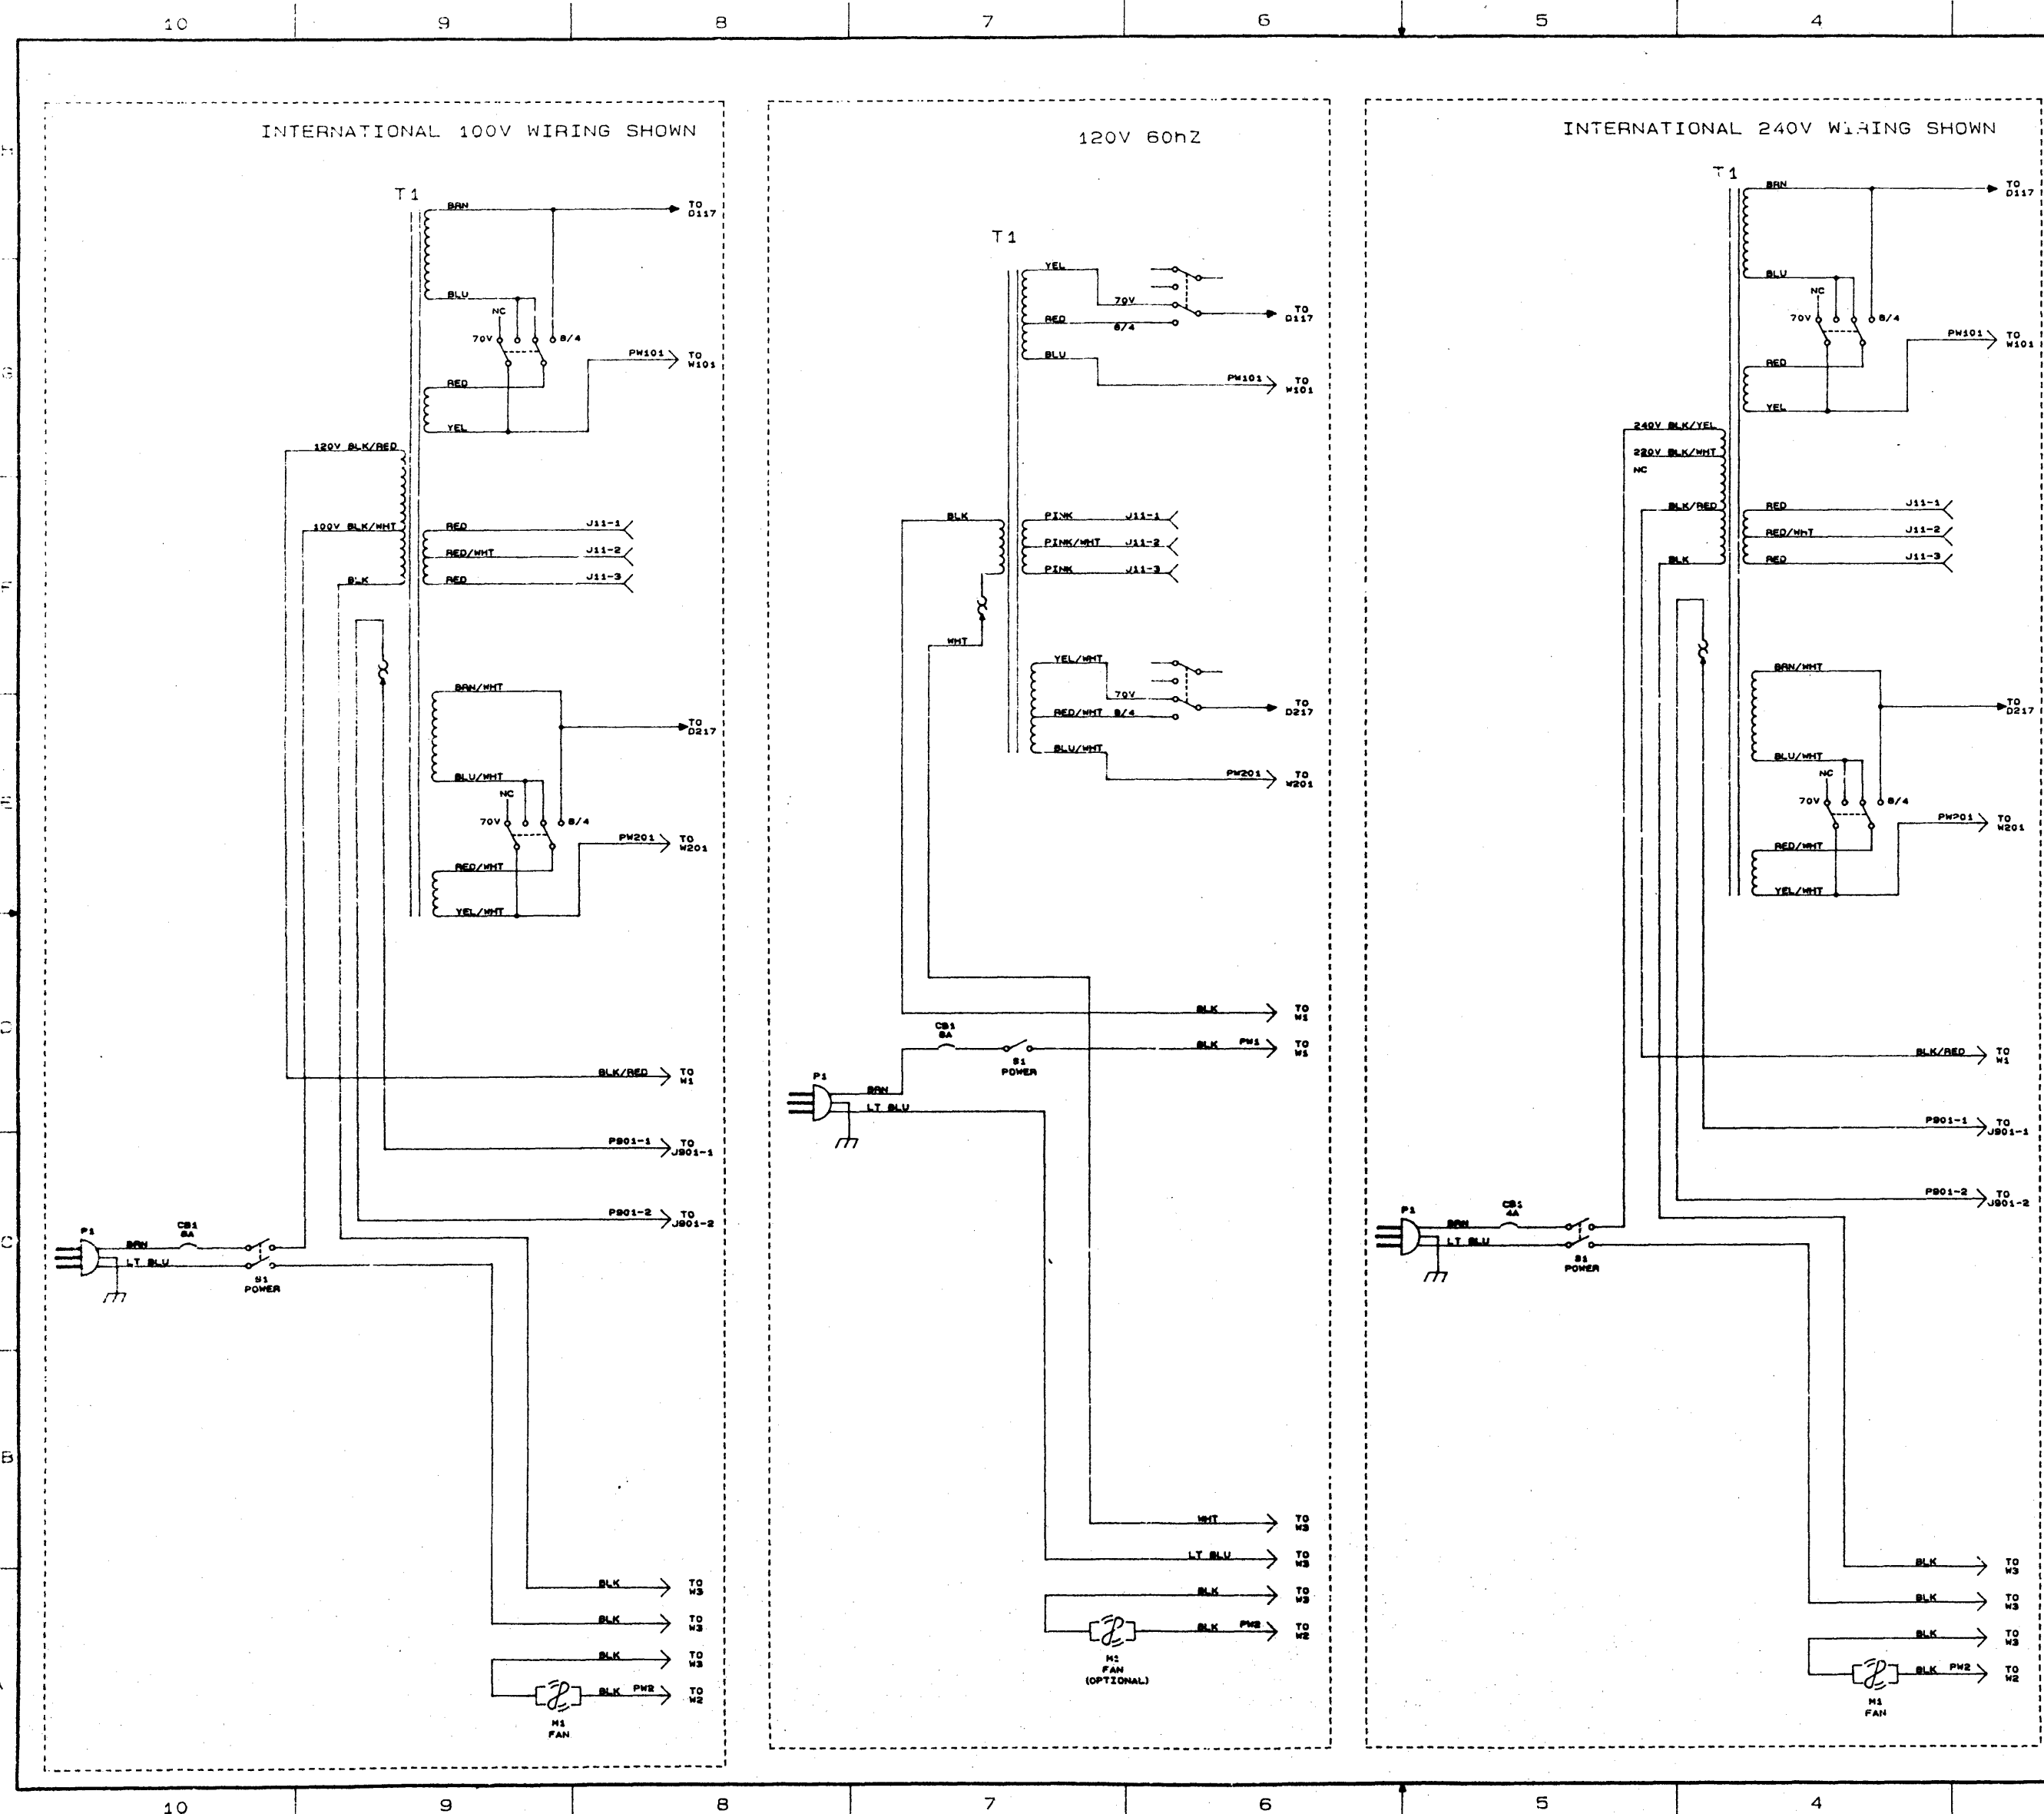 10 9 8 7 6 5 4
H
G
F
E
D
C
B
INTERNATIONAL 100V WIRING SHOWN
T1
BRN
TO D117
BLU
NC
70V
8/4
PW101
TO W101
RED
YEL
120V BLK/RED
100V BLK/WHT
RED
J11-1
RED/WHT
J11-2
BLK
RED
J11-3
BRN/WHT
TO D217
BLU/WHT
NC
70V
8/4
PW201
TO W201
RED/WHT
YEL/WHT
BLK/RED
TO W1
P901-1
TO J901-1
P901-2
TO J901-2
P1
CB1
8A
BRN
LT BLU
S1
POWER
BLK
TO W3
BLK
TO W3
BLK
TO W3
BLK PW2
TO W2
M1
FAN
120V 60hZ
T1
YEL
70V
TO D117
RED
8/4
BLU
PW101
TO W101
BLK
PINK
J11-1
PINK/WHT
J11-2
PINK
J11-3
WHT
YEL/WHT
70V
TO D217
RED/WHT 8/4
BLU/WHT
PW201
TO W201
BLK
TO W1
CB1
8A
BLK PW1
TO W1
S1
POWER
P1
BRN
LT BLU
WHT
TO W3
LT BLU
TO W3
BLK
TO W3
BLK PW2
TO W2
M1
FAN
(OPTIONAL)
INTERNATIONAL 240V WIRING SHOWN
T1
BRN
TO D117
BLU
NC
70V
8/4
PW101
TO W101
RED
YEL
240V BLK/YEL
220V BLK/WHT
NC
BLK/RED
RED
J11-1
RED/WHT
J11-2
BLK
RED
J11-3
BRN/WHT
TO D217
BLU/WHT
NC
70V
8/4
PW201
TO W201
RED/WHT
YEL/WHT
BLK/RED
TO W1
P901-1
TO J901-1
P901-2
TO J901-2
P1
CB1
4A
BRN
LT BLU
S1
POWER
BLK
TO W3
BLK
TO W3
BLK
TO W3
BLK PW2
TO W2
M1
FAN
10 9 8 7 6 5 4